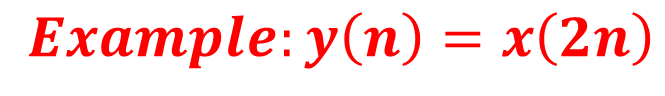 Example: y(n) = x(2n)